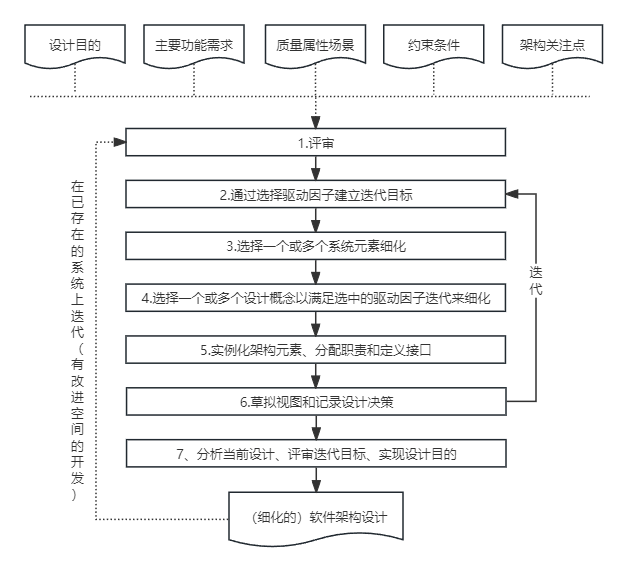 设计目的
主要功能需求
质量属性场景
约束条件
架构关注点
1.评审
2.通过选择驱动因子建立迭代目标
3.选择一个或多个系统元素细化
4.选择一个或多个设计概念以满足选中的驱动因子迭代来细化
5.实例化架构元素、分配职责和定义接口
6.草拟视图和记录设计决策
7、分析当前设计、评审迭代目标、实现设计目的
（细化的）软件架构设计
在已存在的系统上迭代（有改进空间的开发）
迭代